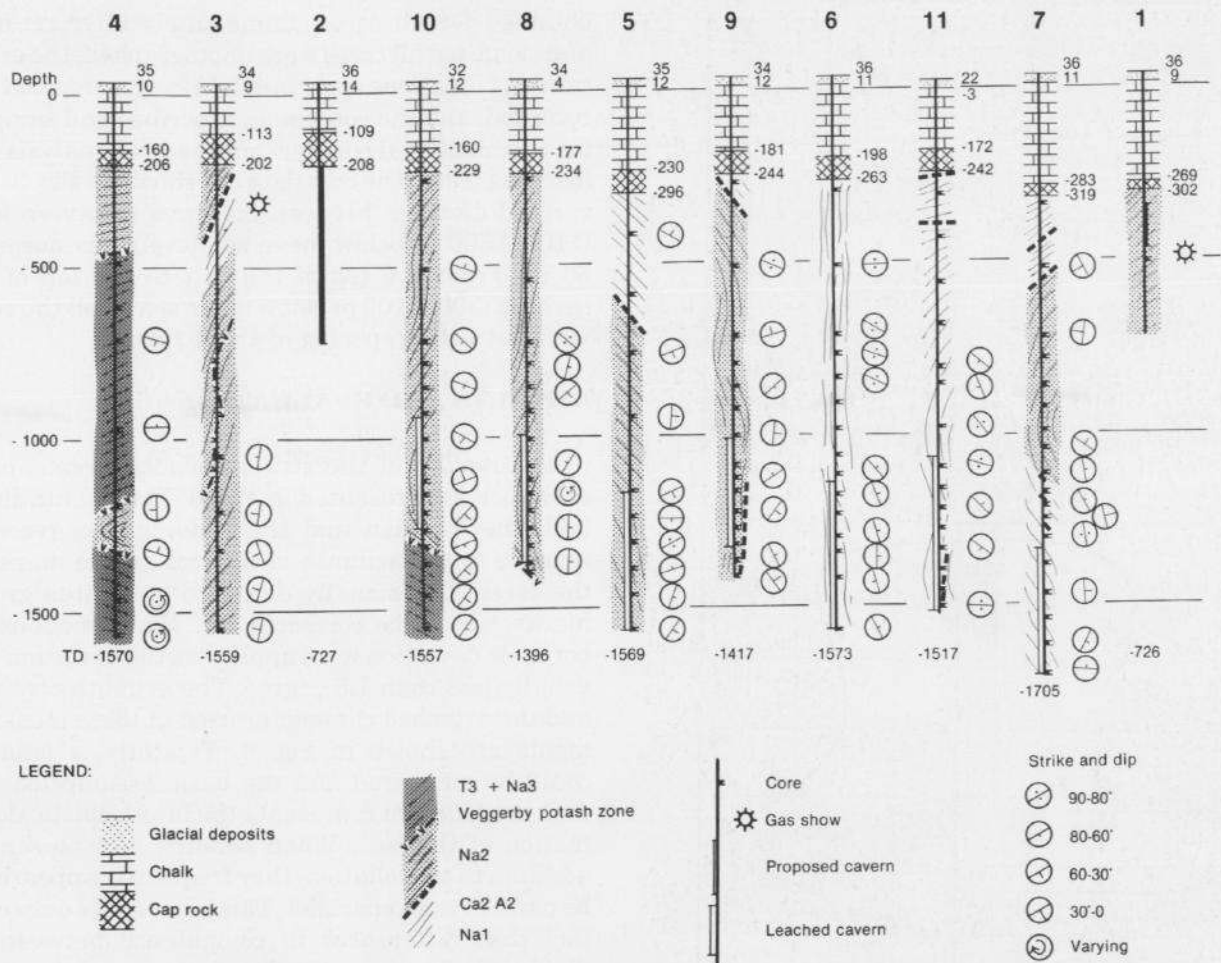 4 3 2 10 8 5 9 6 11 7 1
35 34 36 32 34 35 34 36 22 36 36
Depth 10 9 14 12 4 12 12 11 -3 11 9
0
-113 -109
-160 -160 -177 -181 -172
-206 -202 -208 -229 -234 -230 -244 -198 -242 -283 -269
-296 -263 -319 -302
500
- 1000
- 1500
TD -1570 -1559 -727 -1557 -1396 -1569 -1417 -1573 -1517 -726
-1705
LEGEND:
Glacial deposits
Chalk
Cap rock
T3 + Na3
Veggerby potash zone
Na2
Ca2 A2
Na1
Core
Gas show
Proposed cavern
Leached cavern
Strike and dip
90-80°
80-60°
60-30°
30°-0
Varying